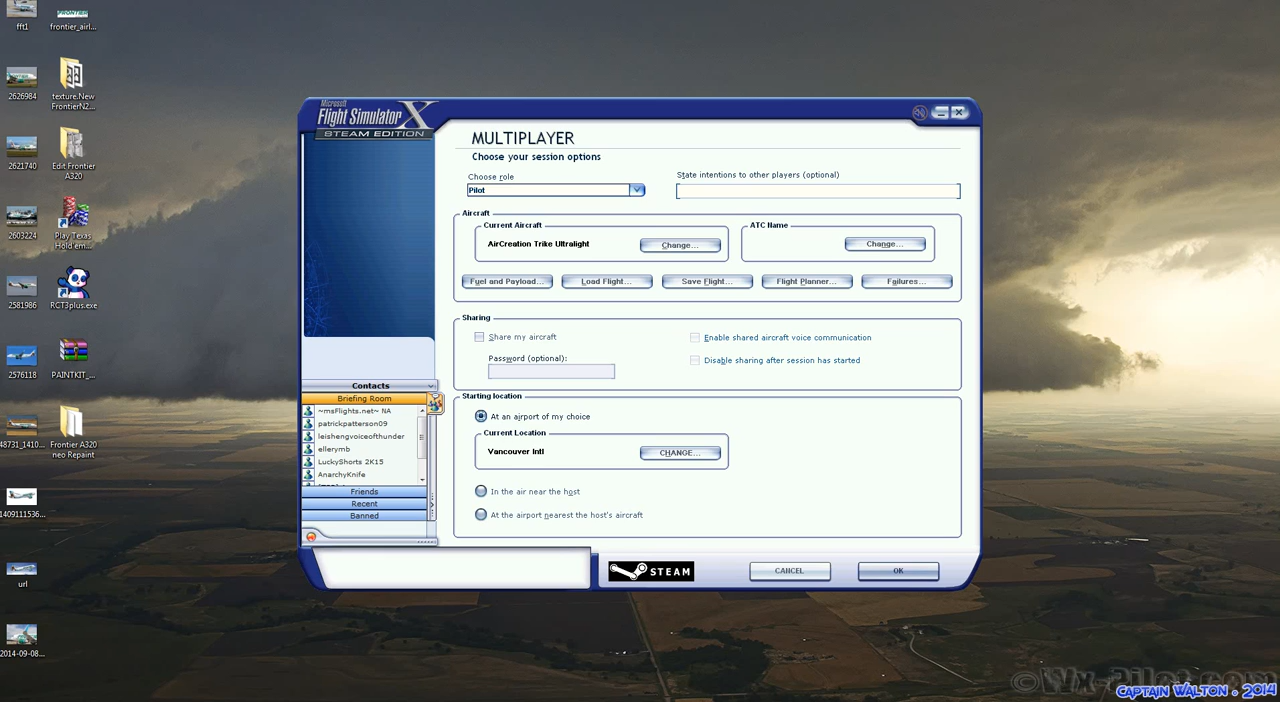 fft1
frontier_airl...
2626984
texture.New
FrontierN2...
2621740
Edit Frontier
A320
2603224
Play Texas
Hold em...
2581986
RCT3plus.exe
2576118
PAINTKIT_...
48731_1410...
Frontier A320
neo Repaint
1409111536...
url
2014-09-08...
Microsoft
Flight Simulator X
STEAM EDITION
MULTIPLAYER
Choose your session options
Choose role
State intentions to other players (optional)
Pilot
Aircraft
Current Aircraft
ATC Name
AirCreation Trike Ultralight
Change...
Change...
Fuel and Payload...
Load Flight...
Save Flight...
Flight Planner...
Failures...
Sharing
Share my aircraft
Enable shared aircraft voice communication
Password (optional):
Disable sharing after session has started
Contacts
Briefing Room
~msFlights.net~ NA
patrickpatterson09
leishengvoiceofthunder
ellerymb
LuckyShorts 2K15
AnarchyKnife
Friends
Recent
Banned
Starting location
At an airport of my choice
Current Location
Vancouver Intl
CHANGE...
In the air near the host
At the airport nearest the host's aircraft
STEAM
CANCEL
OK
©Wx-Pilot.com
CAPTAIN WALTON • 2014